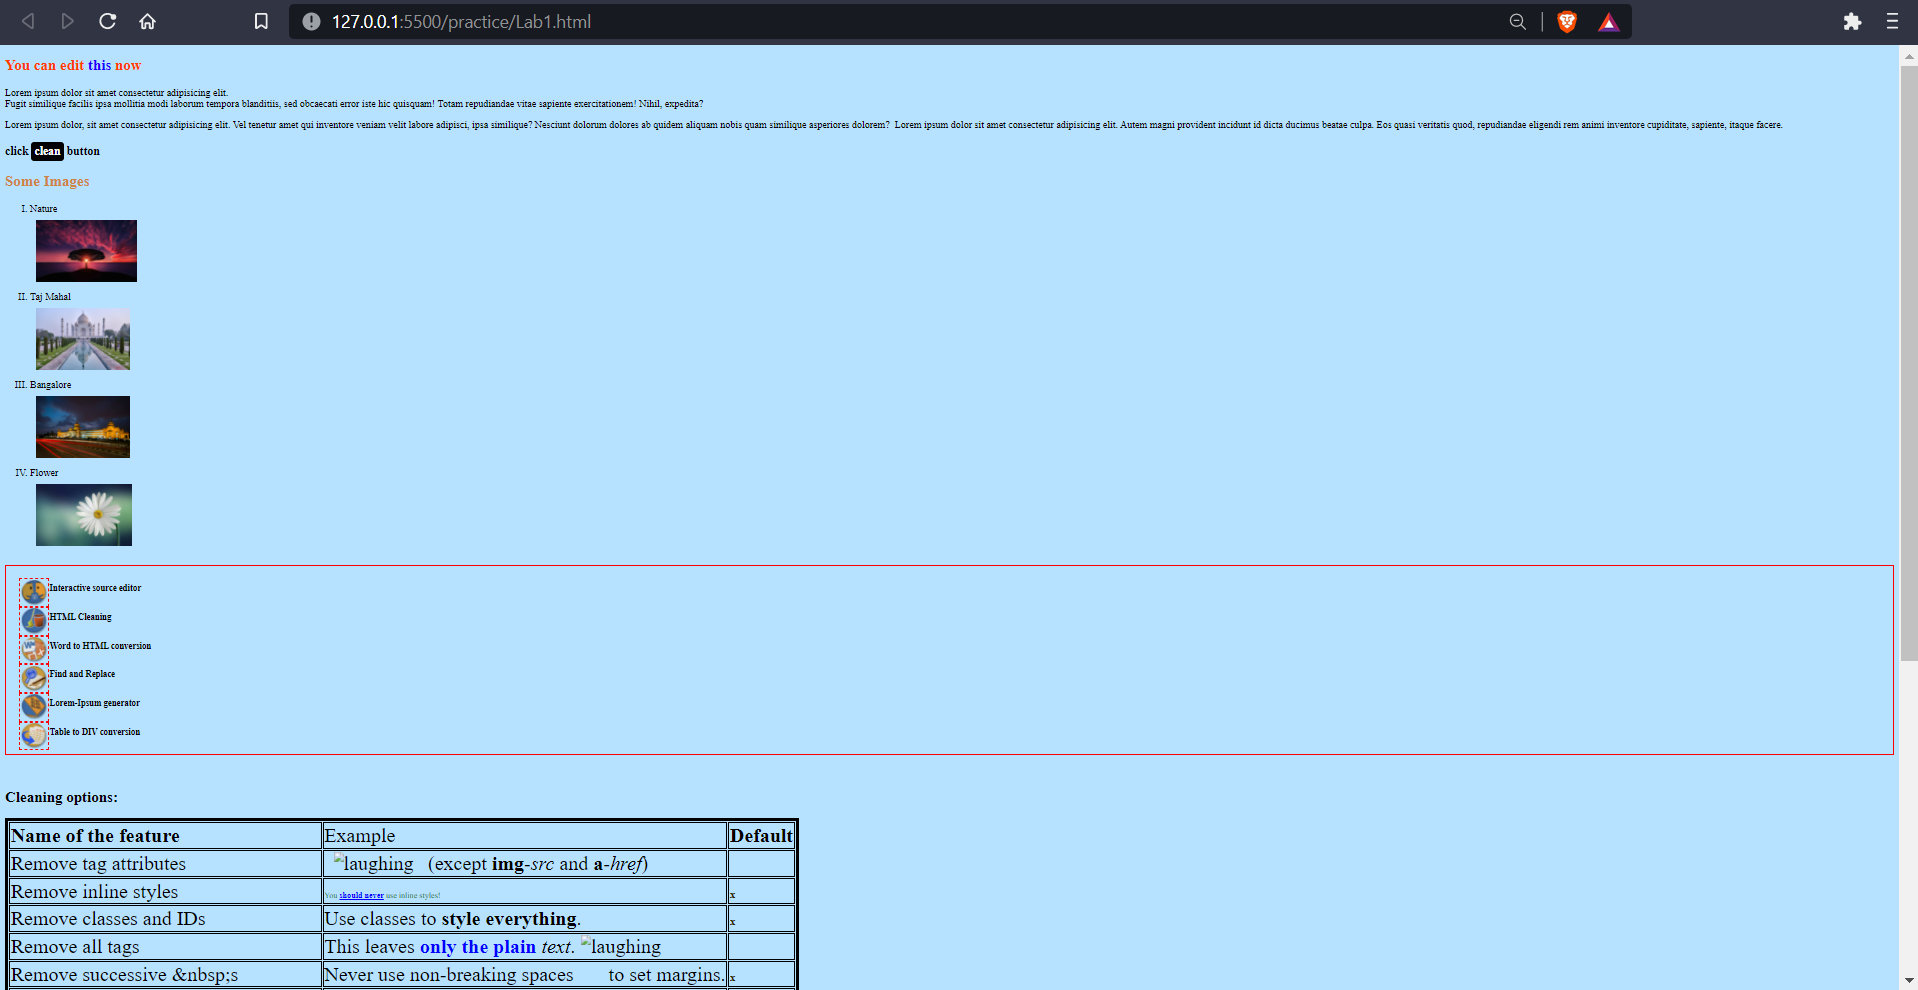 127.0.0.1:5500/practice/Lab1.html
You can edit this now
Lorem ipsum dolor sit amet consectetur adipisicing elit.
Fugit similique facilis ipsa mollitia modi laborum tempora blanditiis, sed obcaecati error iste hic quisquam! Totam repudiandae vitae sapiente exercitationem! Nihil, expedita?
Lorem ipsum dolor, sit amet consectetur adipisicing elit. Vel tenetur amet qui inventore veniam velit labore adipisci, ipsa similique? Nesciunt dolorum dolores ab quidem aliquam nobis quam similique asperiores dolorem?  Lorem ipsum dolor sit amet consectetur adipisicing elit. Autem magni provident incidunt id dicta ducimus beatae culpa. Eos quasi veritatis quod, repudiandae eligendi rem animi inventore cupiditate, sapiente, itaque facere.
click clean button
Some Images
I. Nature
II. Taj Mahal
III. Bangalore
IV. Flower
Interactive source editor
HTML Cleaning
Word to HTML conversion
Find and Replace
Lorem-Ipsum generator
Table to DIV conversion
Cleaning options:
Name of the feature Example Default
Remove tag attributes laughing (except img-src and a-href)
Remove inline styles You should never use inline styles! x
Remove classes and IDs Use classes to style everything. x
Remove all tags This leaves only the plain text. laughing
Remove successive &nbsp;s Never use non-breaking spaces to set margins. x